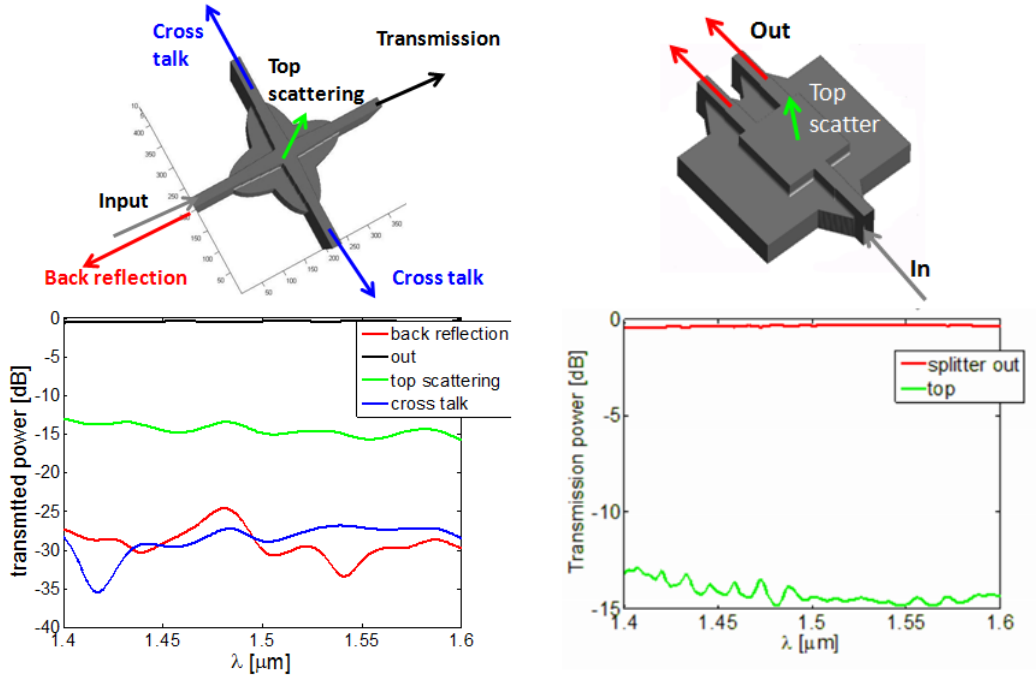 Cross
talk
Transmission
Top
scattering
Input
Back reflection
Cross talk
Out
Top
scatter
In
0
-5
-10
-15
-20
-25
-30
-35
-40
1.4
1.45
1.5
1.55
1.6
transmtted power [dB]
λ [μm]
back reflection
out
top scattering
cross talk
0
-5
-10
-15
1.4
1.45
1.5
1.55
1.6
Transmission power [dB]
λ [μm]
splitter out
top